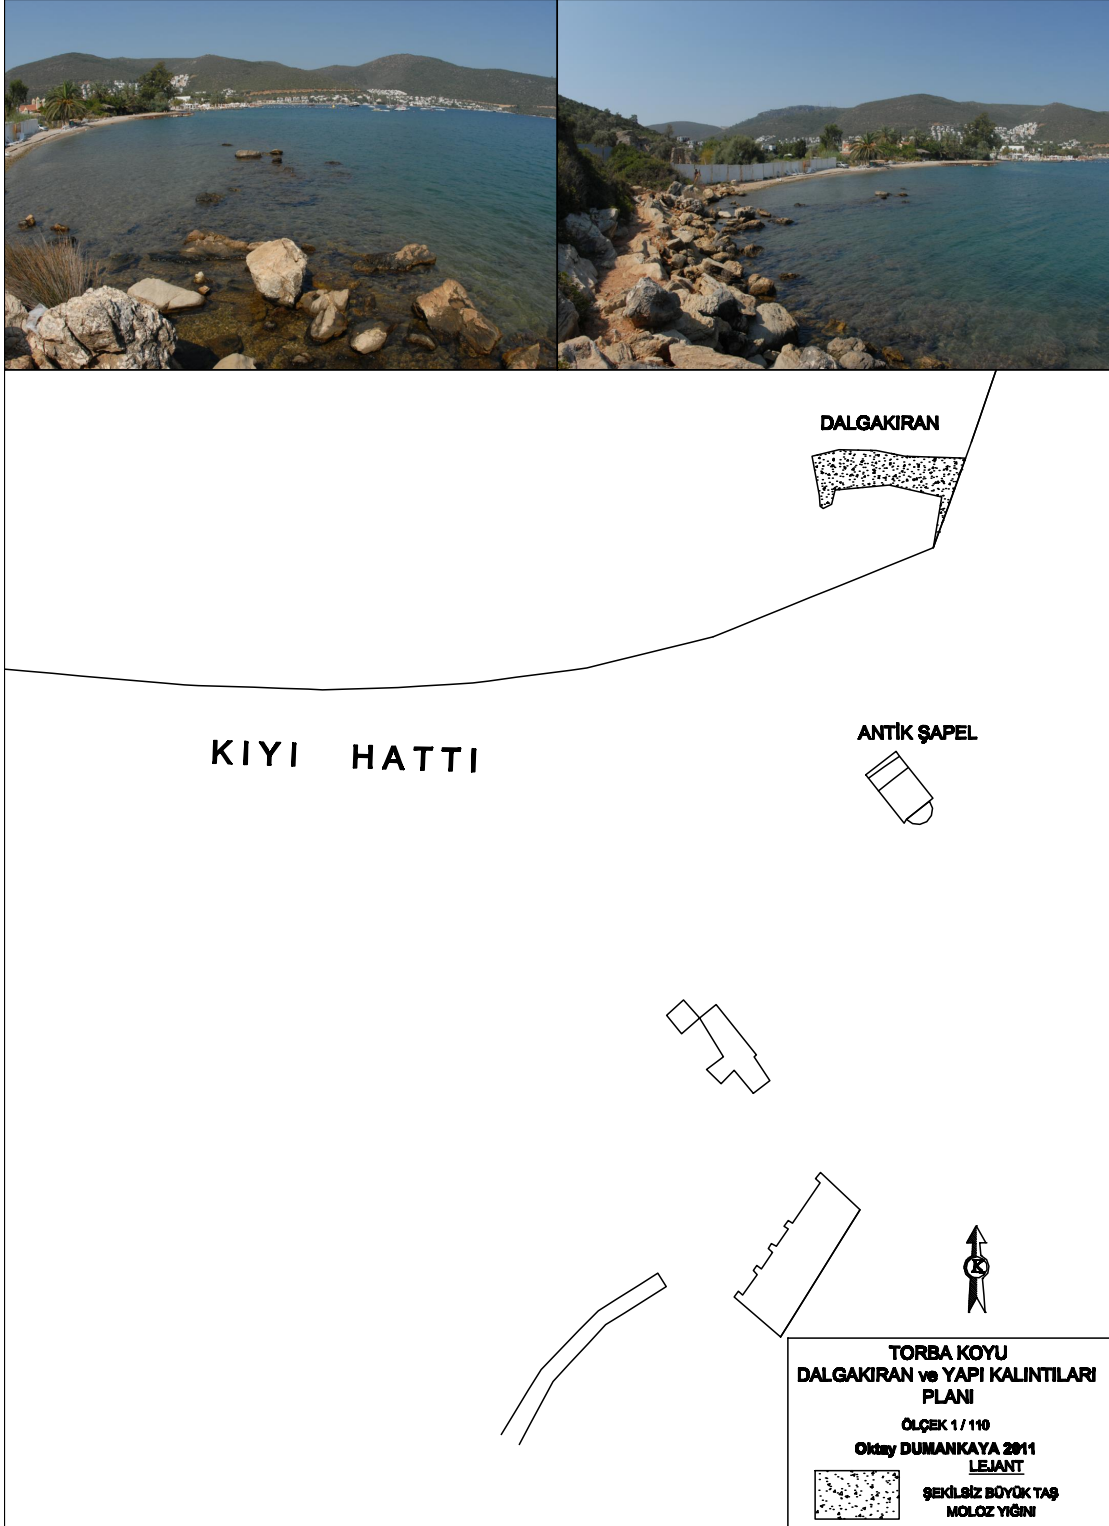 DALGAKIRAN
ANTİK ŞAPEL
KIYI HATTI
K
TORBA KOYU
DALGAKIRAN ve YAPI KALINTILARI
PLANI
ÖLÇEK 1 / 110
Oktay DUMANKAYA 2011
LEJANT
ŞEKİLSİZ BÜYÜK TAŞ
MOLOZ YIĞINI